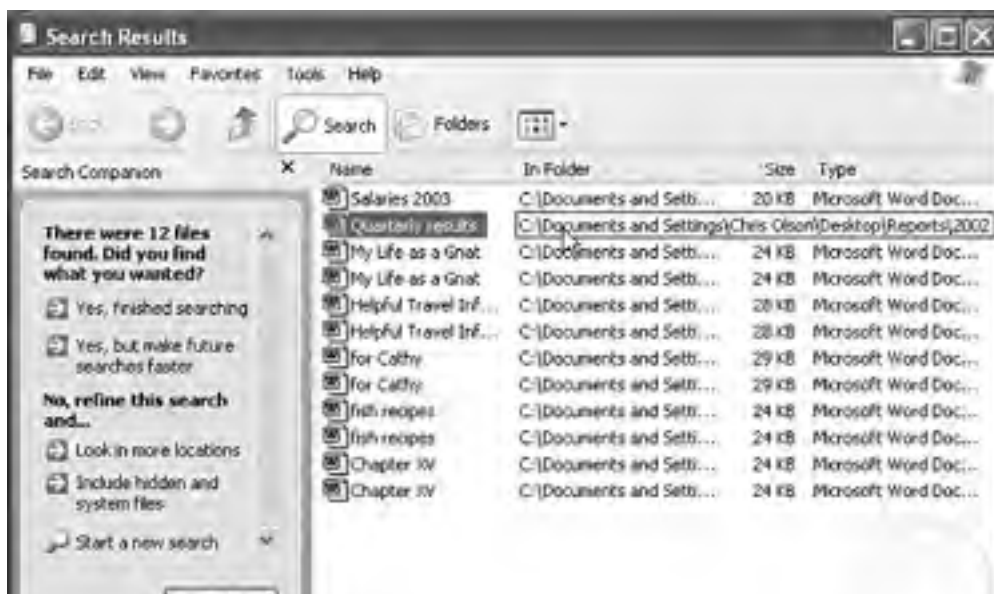 Search Results
File Edit View Favorites Tools Help
Back Search Folders
Search Companion
Name In Folder Size Type
There were 12 files
found. Did you find
what you wanted?
Yes, finished searching
Yes, but make future
searches faster
No, refine this search
and...
Look in more locations
Include hidden and
system files
Start a new search
Salaries 2003 C:\Documents and Setti... 20 KB Microsoft Word Doc...
Quarterly results C:\Documents and Settings\Chris Olson\Desktop\Reports\2002
My Life as a Gnat C:\Documents and Setti... 24 KB Microsoft Word Doc...
My Life as a Gnat C:\Documents and Setti... 24 KB Microsoft Word Doc...
Helpful Travel Inf... C:\Documents and Setti... 28 KB Microsoft Word Doc...
Helpful Travel Inf... C:\Documents and Setti... 28 KB Microsoft Word Doc...
for Cathy C:\Documents and Setti... 29 KB Microsoft Word Doc...
for Cathy C:\Documents and Setti... 29 KB Microsoft Word Doc...
fish recipes C:\Documents and Setti... 24 KB Microsoft Word Doc...
fish recipes C:\Documents and Setti... 24 KB Microsoft Word Doc...
Chapter XV C:\Documents and Setti... 24 KB Microsoft Word Doc...
Chapter XV C:\Documents and Setti... 24 KB Microsoft Word Doc...